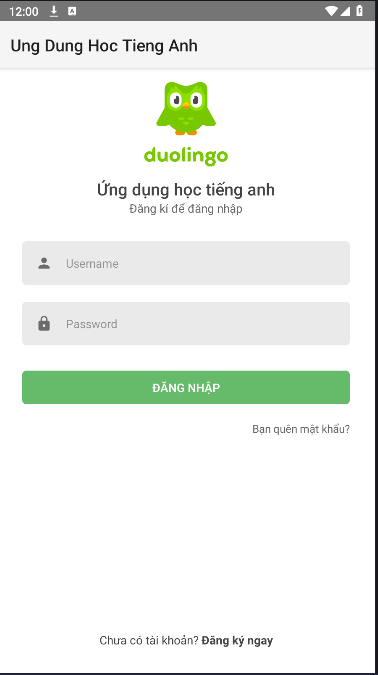 12:00
Ung Dung Hoc Tieng Anh
duolingo
Ứng dụng học tiếng anh
Đăng kí để đăng nhập
Username
Password
ĐĂNG NHẬP
Bạn quên mật khẩu?
Chưa có tài khoản? Đăng ký ngay